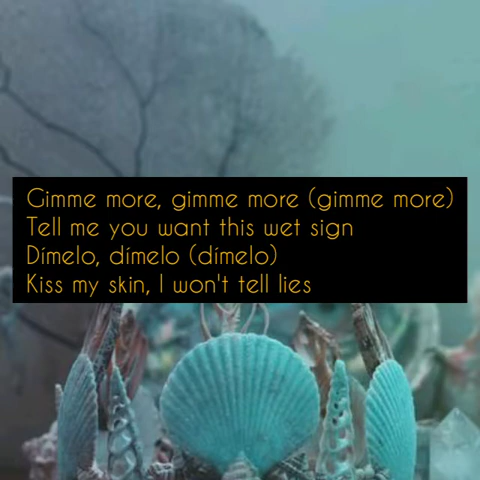 Gimme more, gimme more (gimme more)
Tell me you want this wet sign
Dímelo, dímelo (dímelo)
Kiss my skin, I won't tell lies